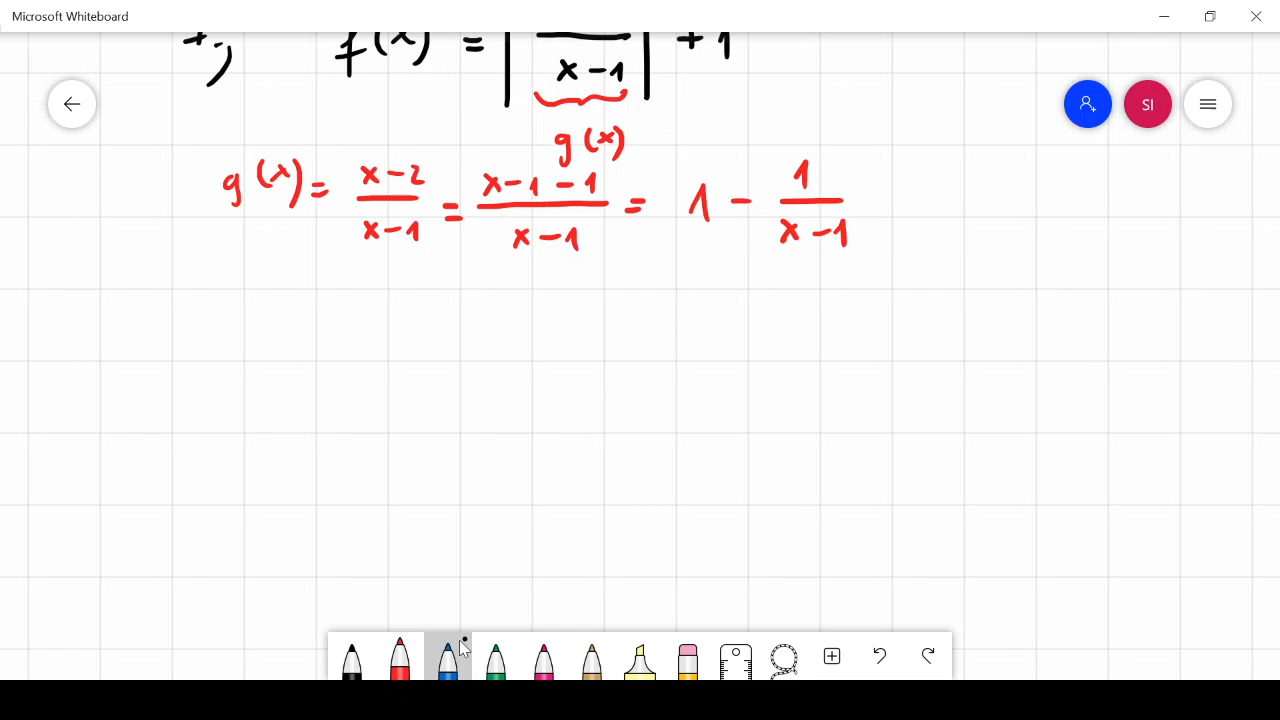 Microsoft Whiteboard
f(x) = | x-1 | + 1
g(x)
SI
g(x) = x-2 / x-1 = x-1-1 / x-1 = 1 - 1 / x-1